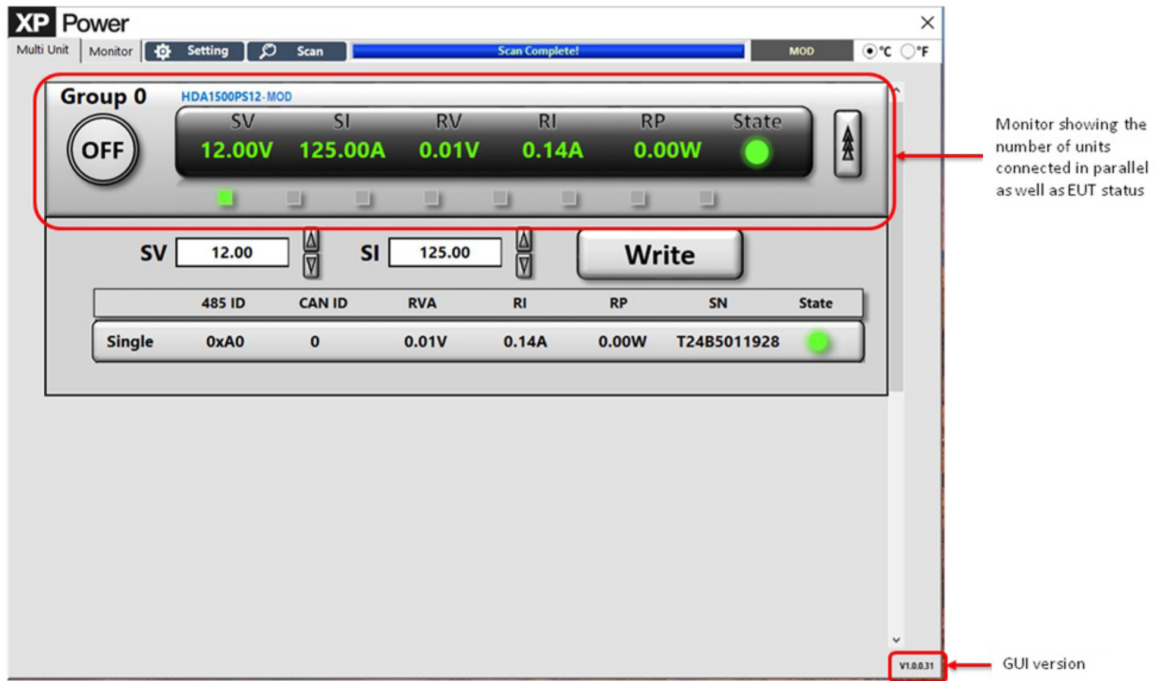 XP Power
Multi Unit Monitor Setting Scan Scan Complete! MOD °C °F
Group 0 HDA1500PS12-MOD
OFF
SV SI RV RI RP State
12.00V 125.00A 0.01V 0.14A 0.00W
SV 12.00 SI 125.00 Write
485 ID CAN ID RVA RI RP SN State
Single 0xA0 0 0.01V 0.14A 0.00W T24B5011928
Monitor showing the
number of units
connected in parallel
as well as EUT status
V1.0.0.31
GUI version